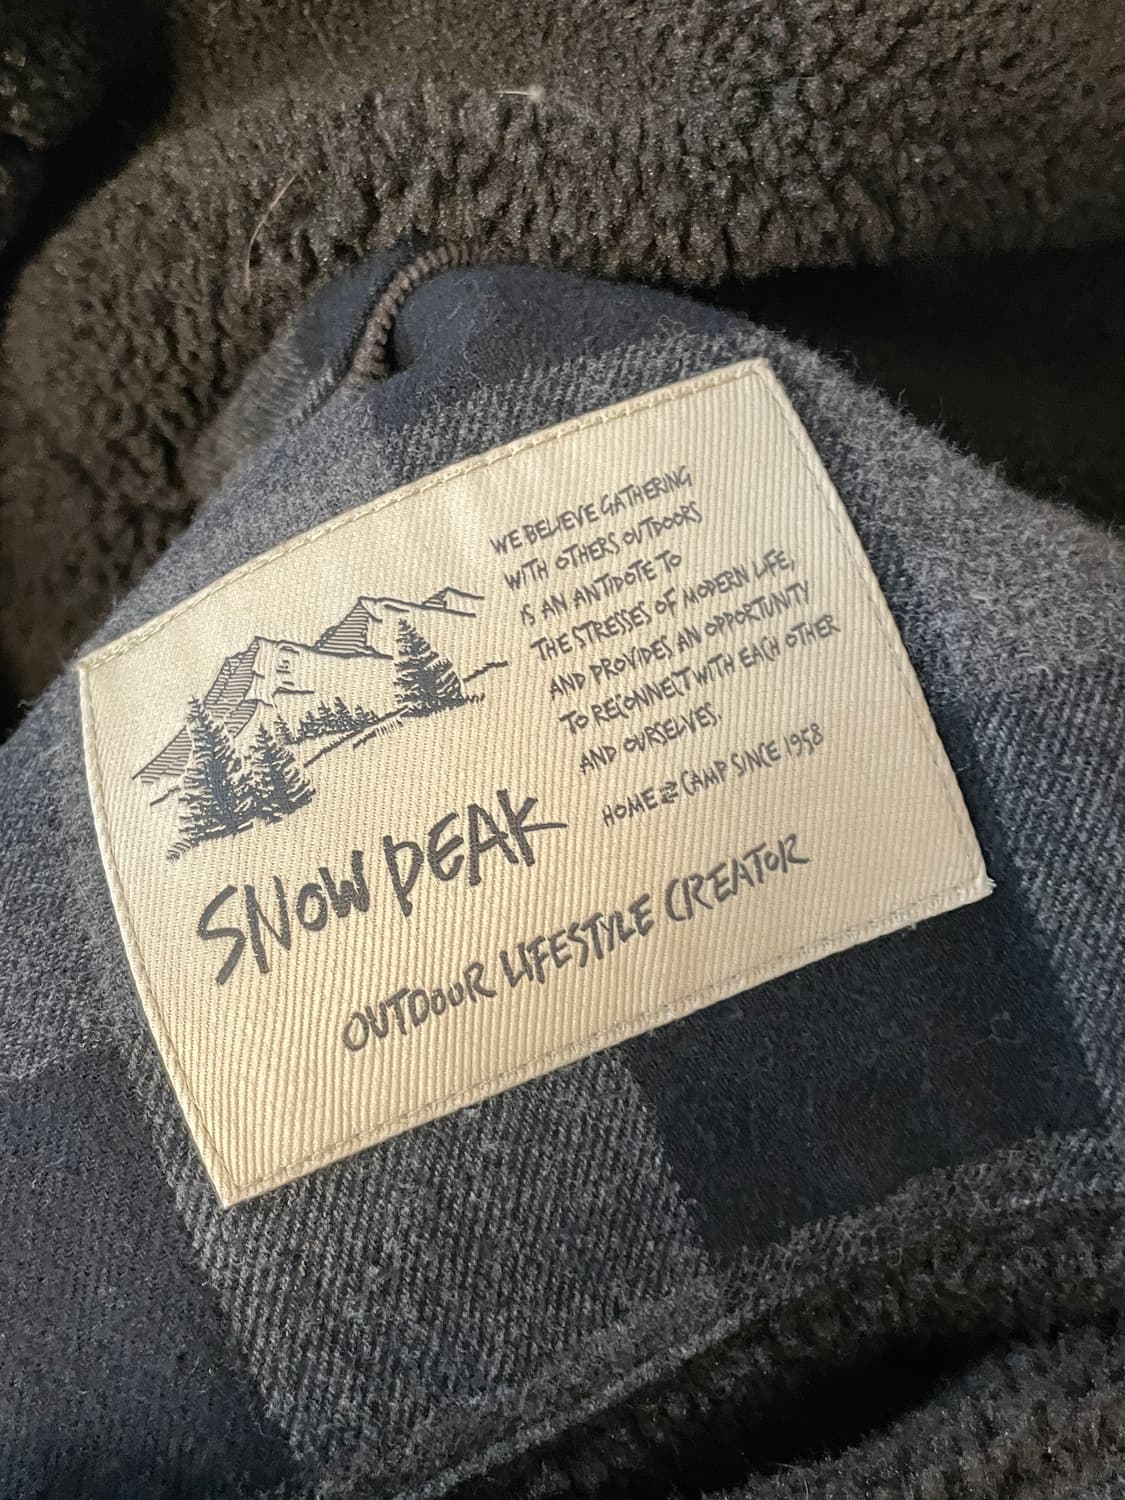 WE BELIEVE GATHERING
WITH OTHERS OUTDOORS
IS AN ANTIDOTE TO
THE STRESSES OF MODERN LIFE,
AND PROVIDES AN OPPORTUNITY
TO RECONNECT WITH EACH OTHER
AND OURSELVES.
HOME⇄CAMP SINCE 1958
SNOW PEAK
OUTDOOR LIFESTYLE CREATOR